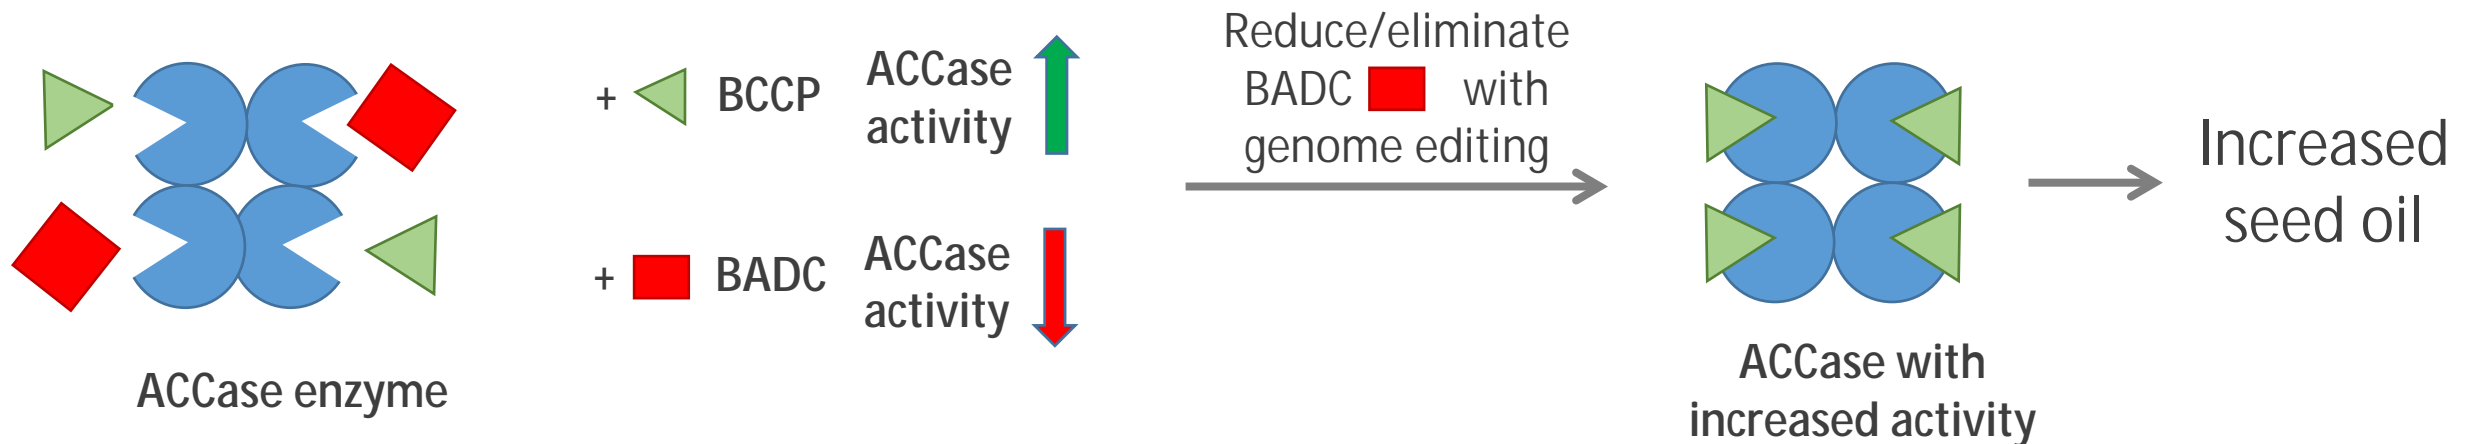 ACCase enzyme
+ BCCP
ACCase
activity
+ BADC
ACCase
activity
Reduce/eliminate
BADC with
genome editing
ACCase with
increased activity
Increased
seed oil